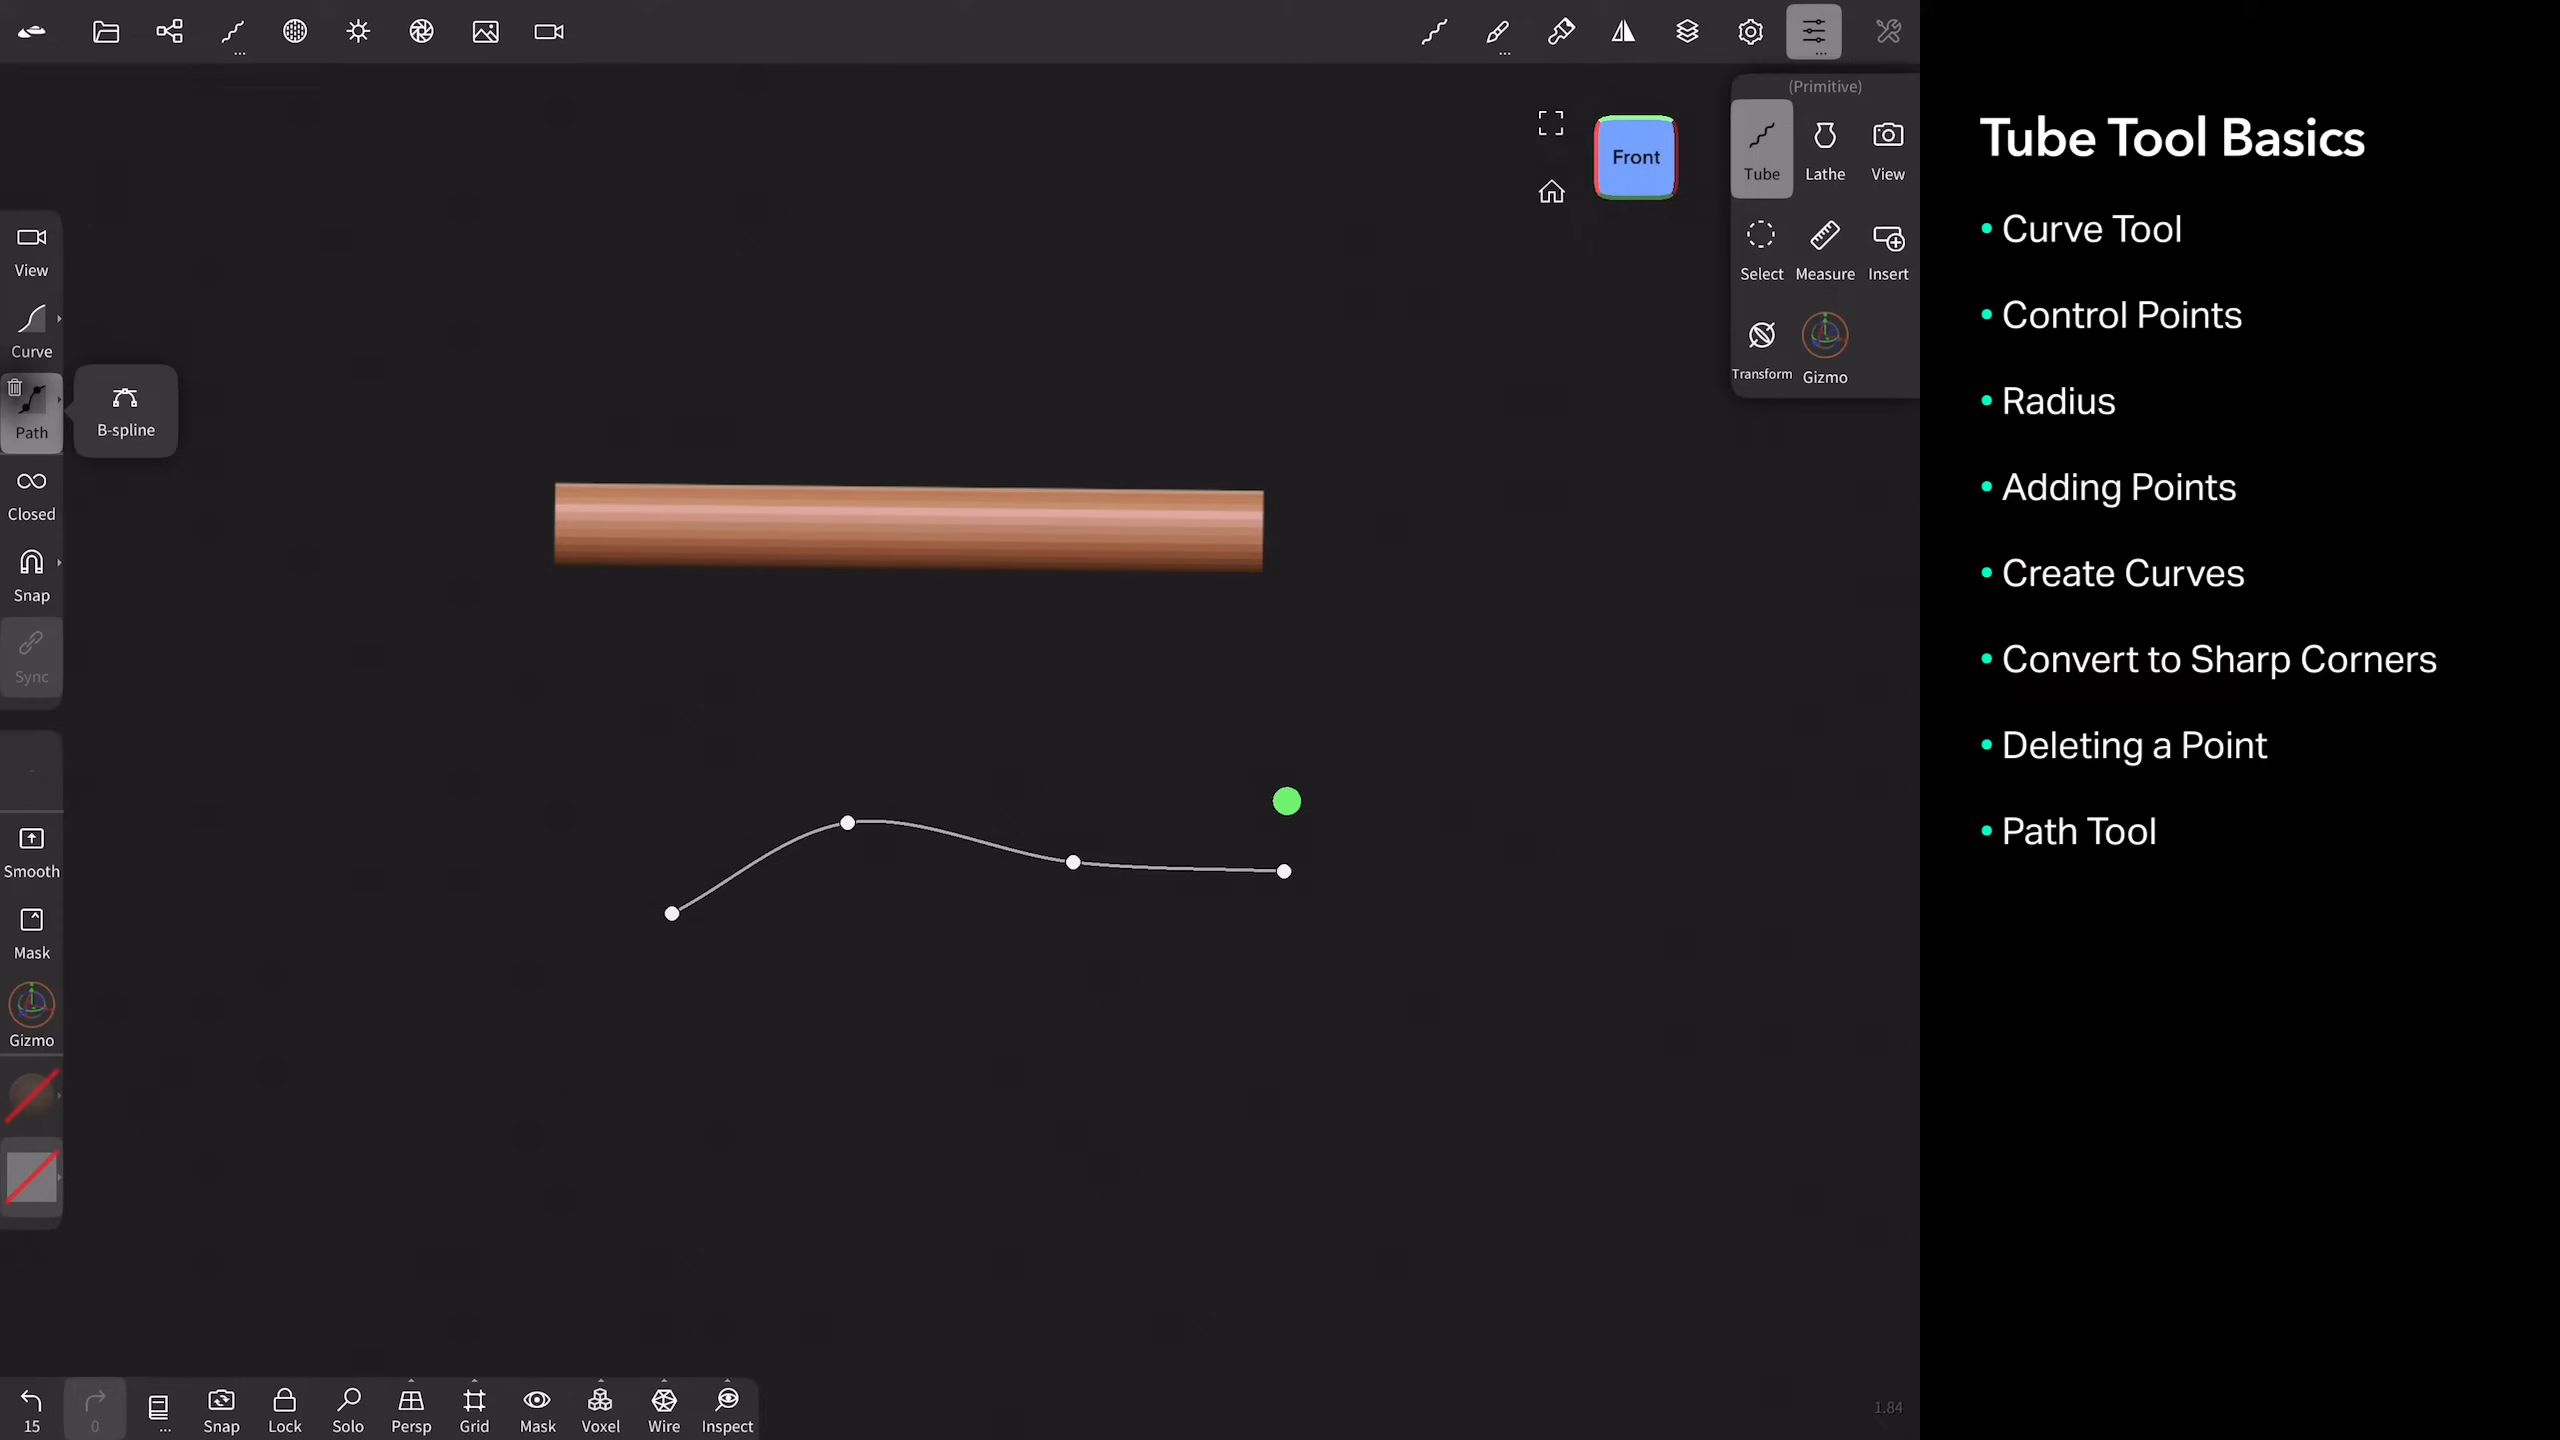 (Primitive)
Tube
Lathe
View
Select
Measure
Insert
Transform
Gizmo
Front
View
Curve
Path
B-spline
Closed
Snap
Sync
Smooth
Mask
Gizmo
15
0
...
Snap
Lock
Solo
Persp
Grid
Mask
Voxel
Wire
Inspect
1.84
Tube Tool Basics
• Curve Tool
• Control Points
• Radius
• Adding Points
• Create Curves
• Convert to Sharp Corners
• Deleting a Point
• Path Tool